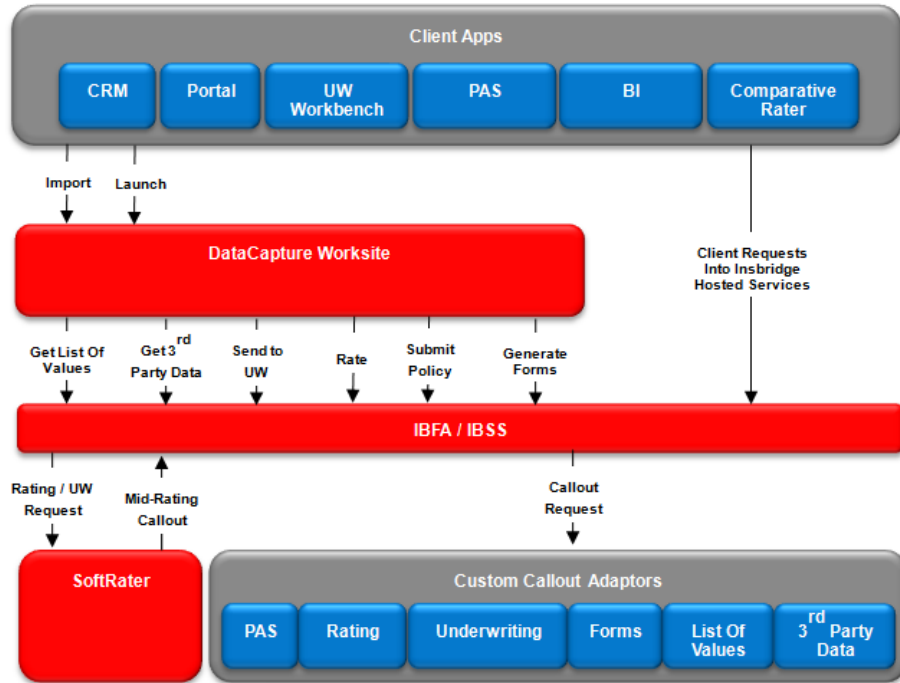 Client Apps
CRM
Portal
UW
Workbench
PAS
BI
Comparative
Rater
Import
Launch
DataCapture Worksite
Client Requests
Into Insbridge
Hosted Services
Get List Of
Values
Get 3rd
Party Data
Send to
UW
Rate
Submit
Policy
Generate
Forms
IBFA / IBSS
Rating / UW
Request
Mid-Rating
Callout
Callout
Request
SoftRater
Custom Callout Adaptors
PAS
Rating
Underwriting
Forms
List Of
Values
3rd Party
Data